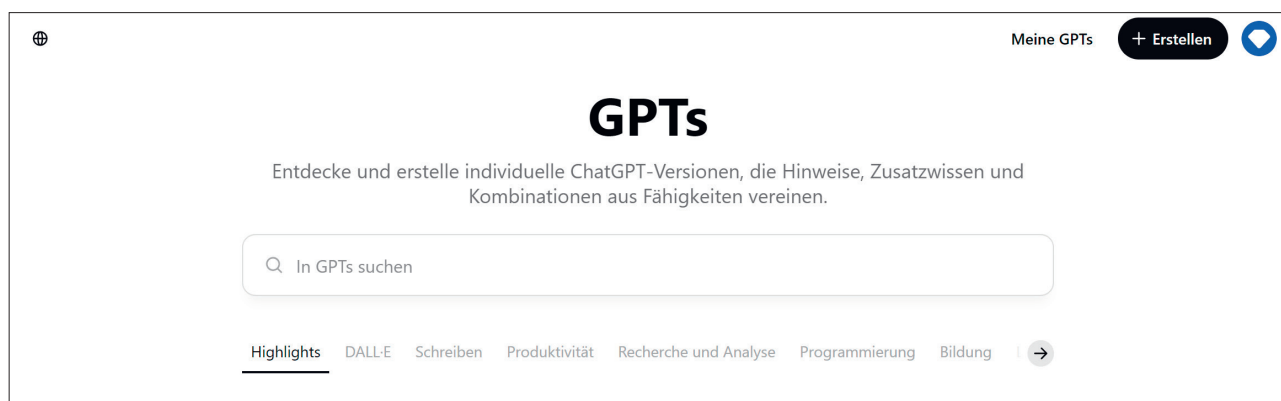 Meine GPTs
+ Erstellen
GPTs
Entdecke und erstelle individuelle ChatGPT-Versionen, die Hinweise, Zusatzwissen und
Kombinationen aus Fähigkeiten vereinen.
In GPTs suchen
Highlights DALL·E Schreiben Produktivität Recherche und Analyse Programmierung Bildung